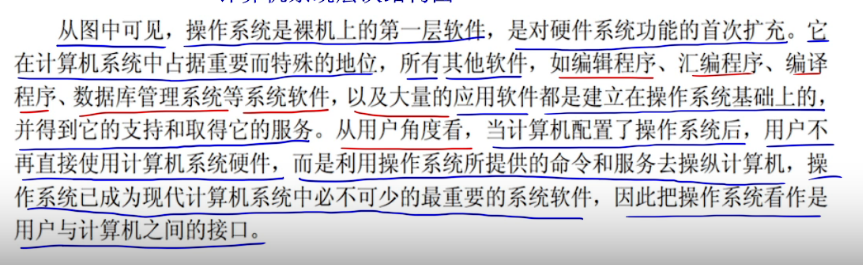 从图中可见，操作系统是裸机上的第一层软件，是对硬件系统功能的首次扩充。它
在计算机系统中占据重要而特殊的地位，所有其他软件，如编辑程序、汇编程序、编译
程序、数据库管理系统等系统软件，以及大量的应用软件都是建立在操作系统基础上的，
并得到它的支持和取得它的服务。从用户角度看，当计算机配置了操作系统后，用户不
再直接使用计算机系统硬件，而是利用操作系统所提供的命令和服务去操纵计算机，操
作系统已成为现代计算机系统中必不可少的最重要的系统软件，因此把操作系统看作是
用户与计算机之间的接口。